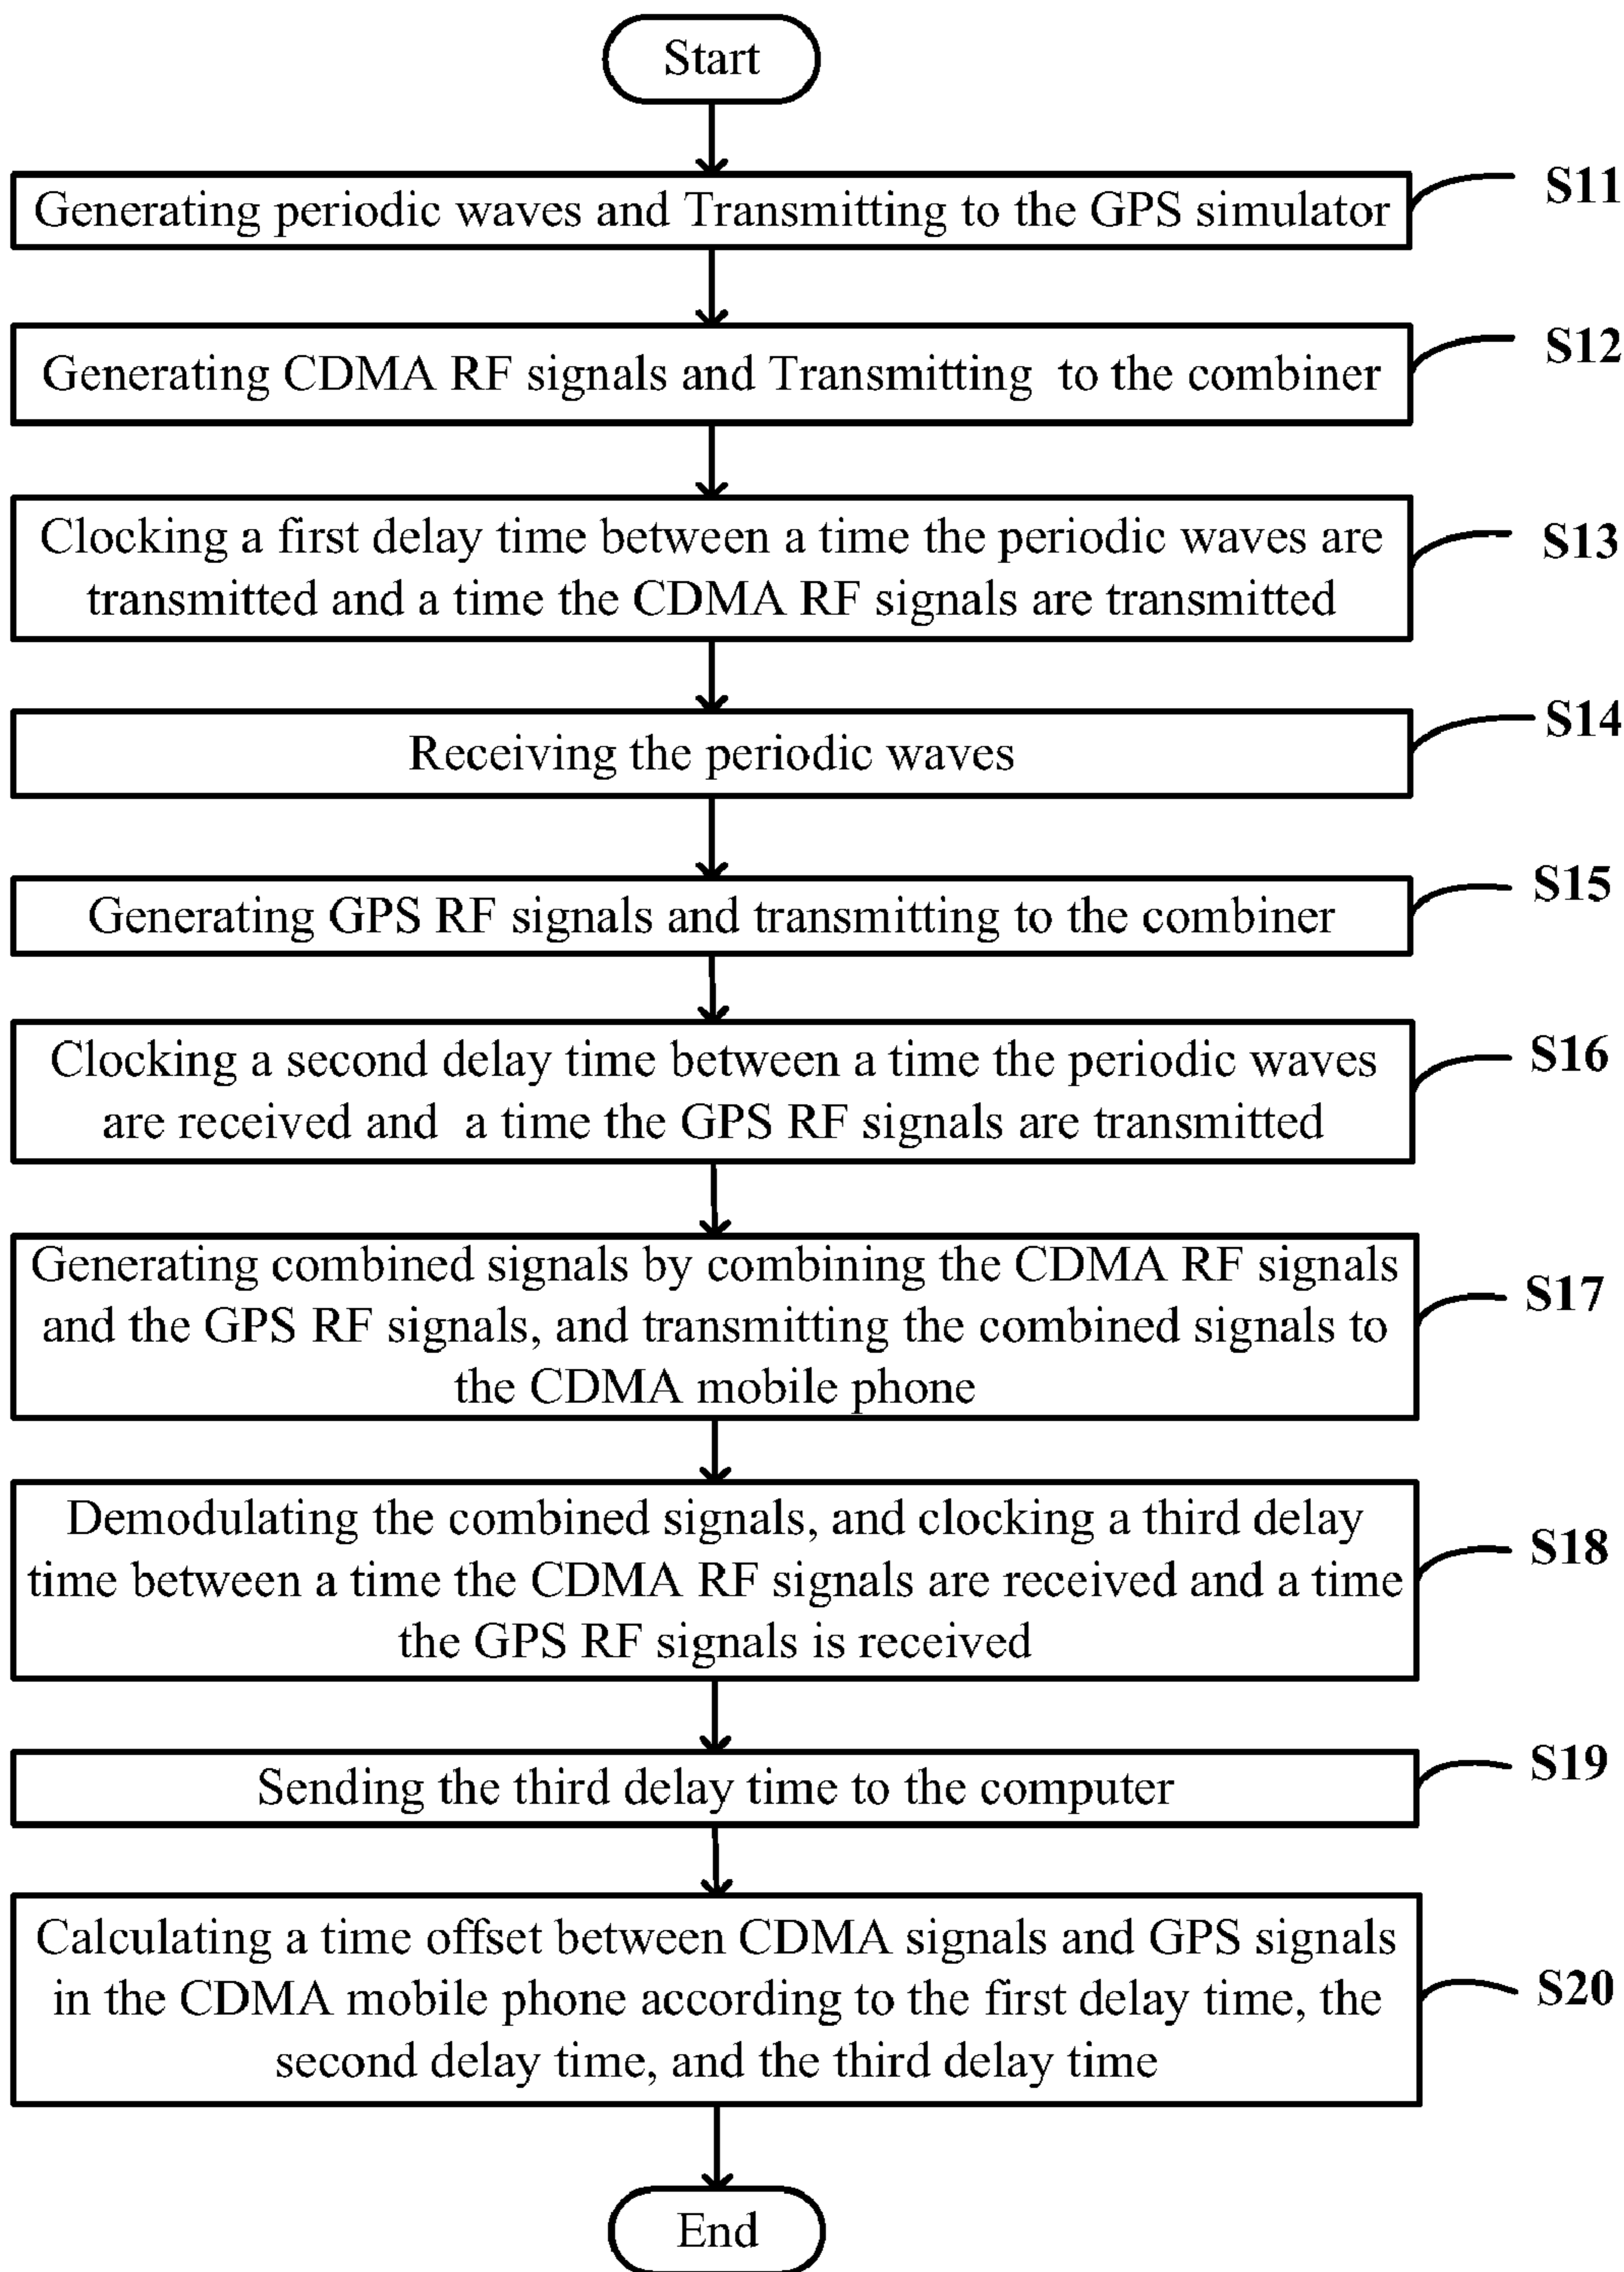 Start
Generating periodic waves and Transmitting to the GPS simulator
S11
Generating CDMA RF signals and Transmitting to the combiner
S12
Clocking a first delay time between a time the periodic waves are
transmitted and a time the CDMA RF signals are transmitted
S13
Receiving the periodic waves
S14
Generating GPS RF signals and transmitting to the combiner
S15
Clocking a second delay time between a time the periodic waves
are received and a time the GPS RF signals are transmitted
S16
Generating combined signals by combining the CDMA RF signals
and the GPS RF signals, and transmitting the combined signals to
the CDMA mobile phone
S17
Demodulating the combined signals, and clocking a third delay
time between a time the CDMA RF signals are received and a time
the GPS RF signals is received
S18
Sending the third delay time to the computer
S19
Calculating a time offset between CDMA signals and GPS signals
in the CDMA mobile phone according to the first delay time, the
second delay time, and the third delay time
S20
End